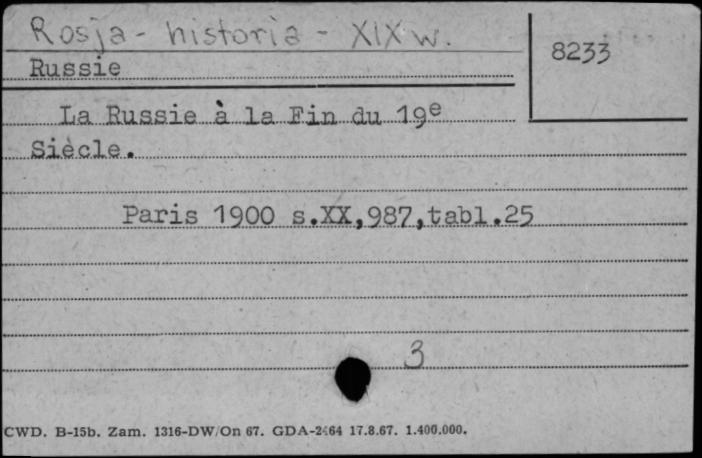 Rosja - historia - XIX w.
8233
Russie
La Russie à la Fin du 19e
Siècle.
Paris 1900 s.XX,987,tabl.25
3
CWD. B-15b. Zam. 1316-DW/On 67. GDA-2464 17.8.67. 1.400.000.